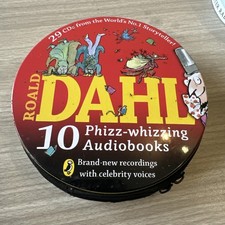 29 CDs from the World's No.1 Storyteller!
ROALD
DAHL
10 Phizz-whizzing
Audiobooks
Brand-new recordings
with celebrity voices